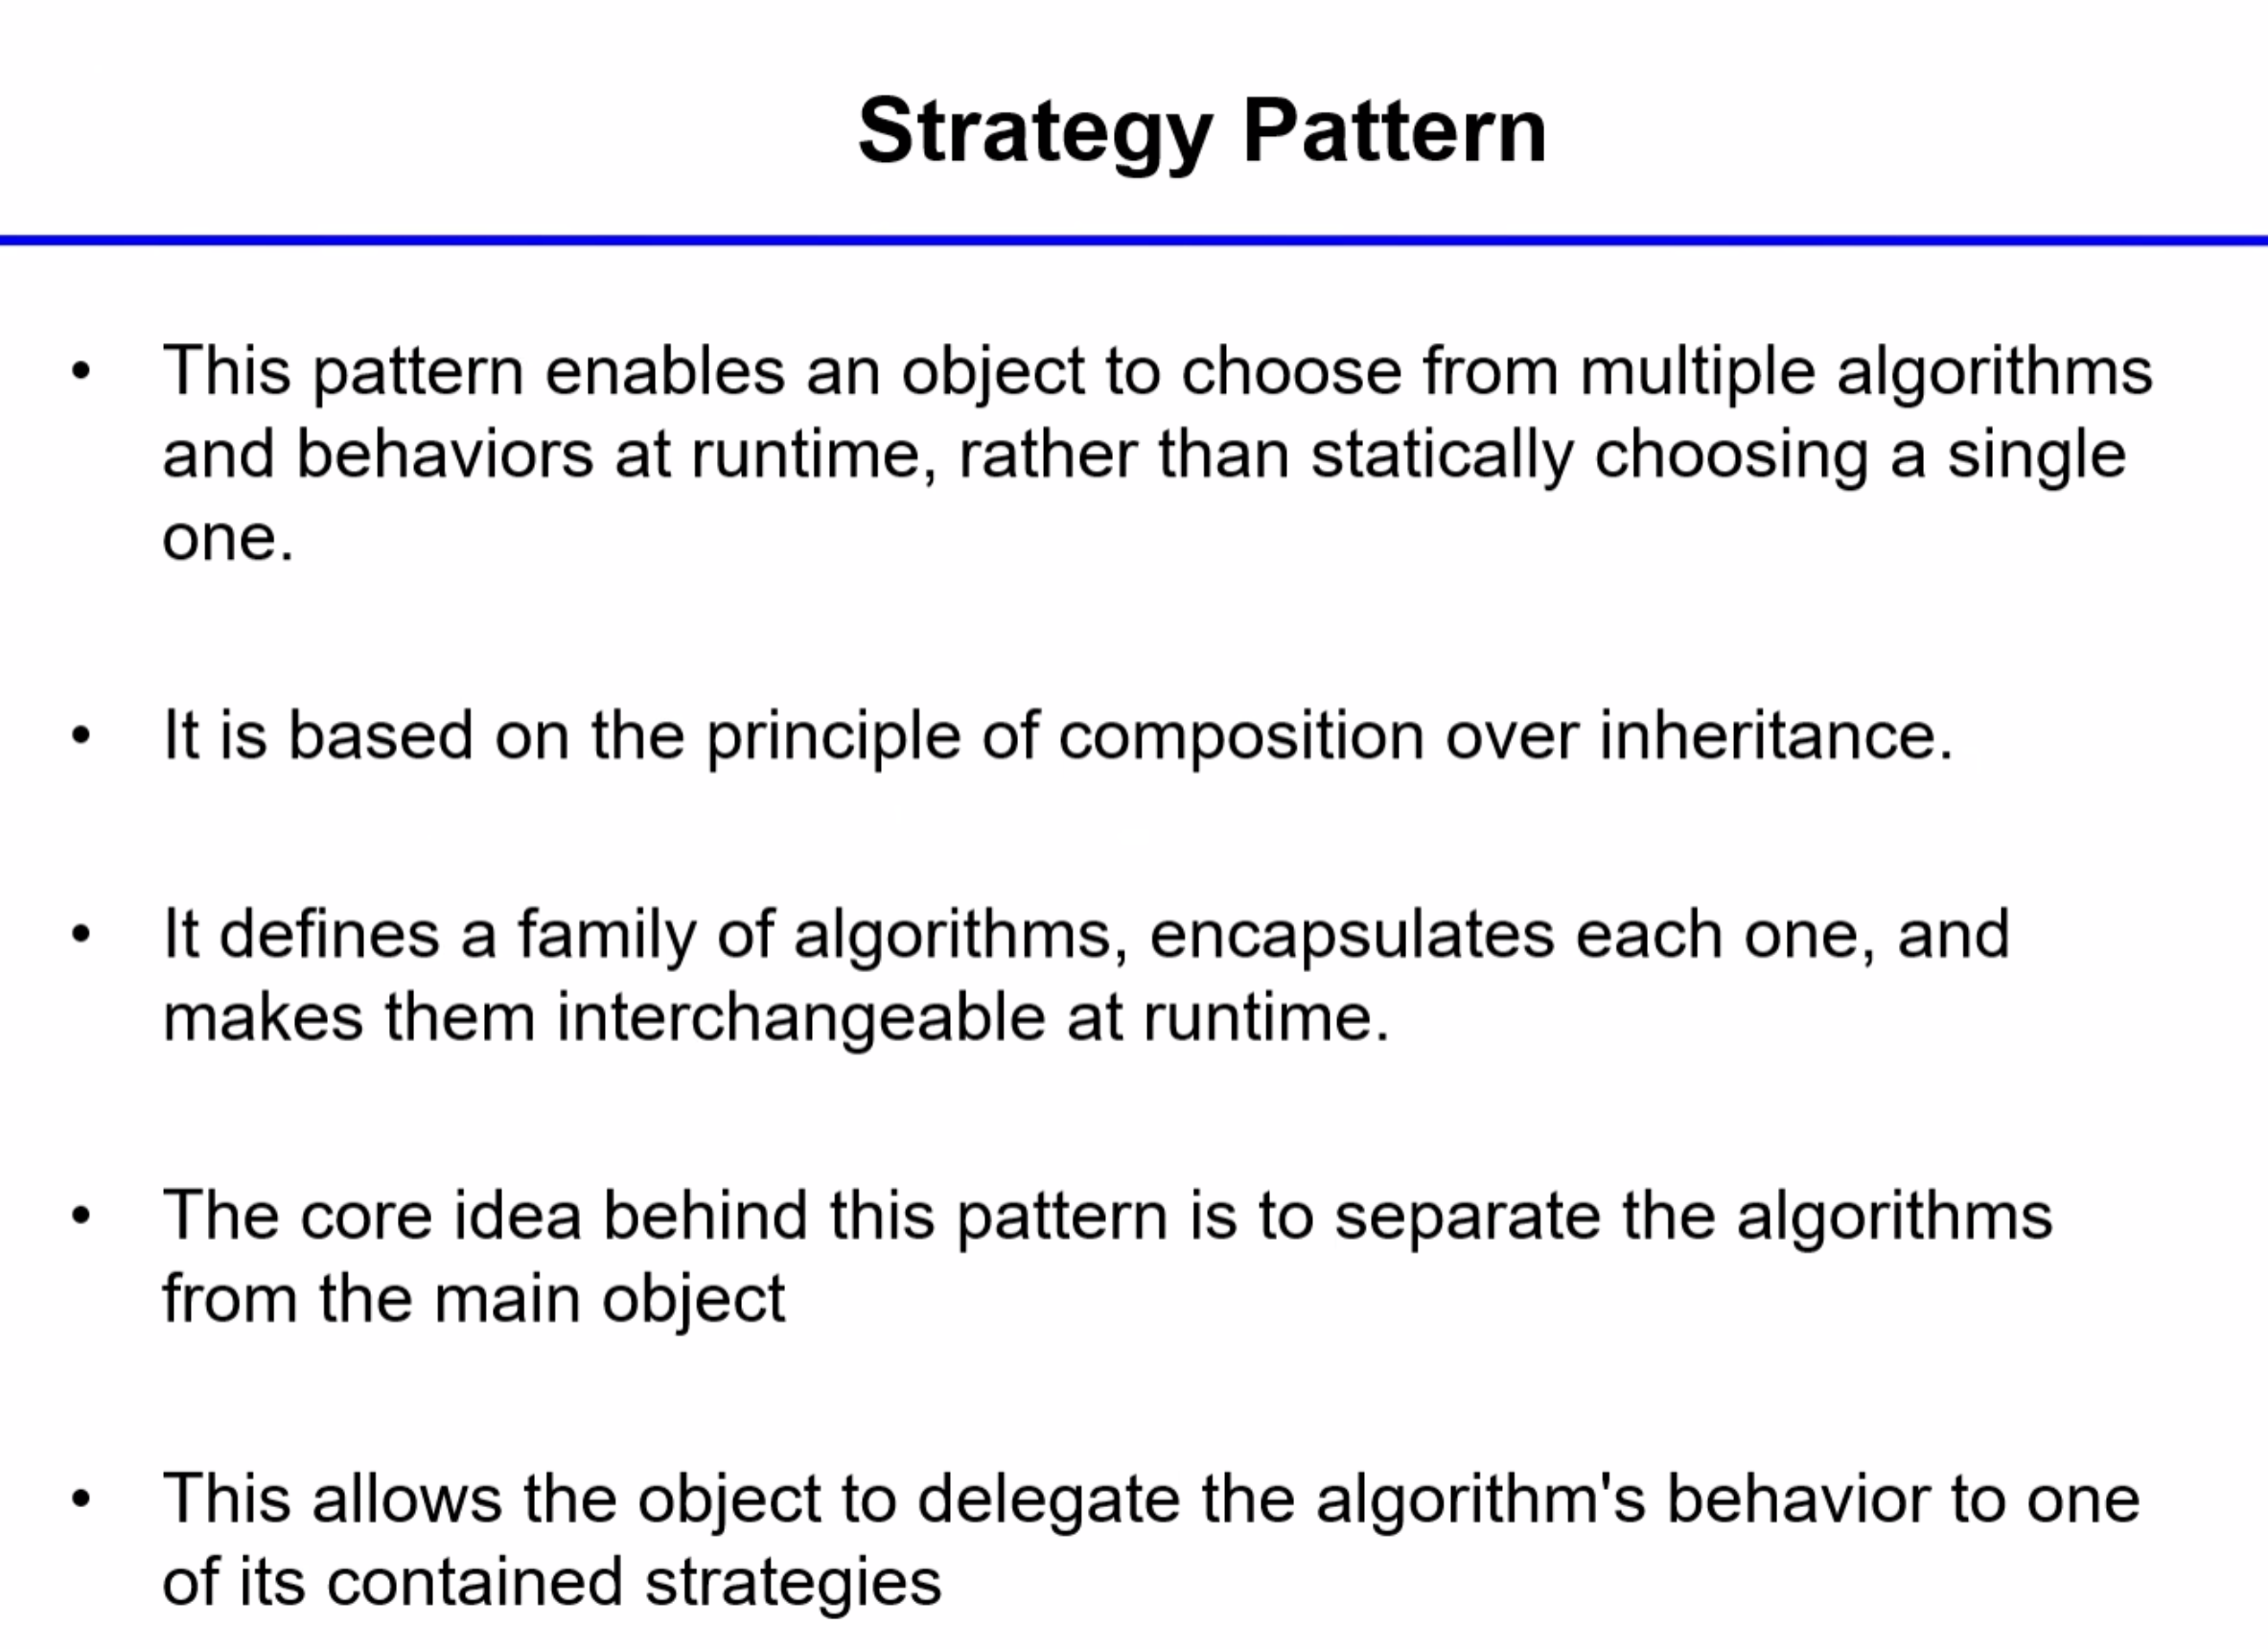 Strategy Pattern
• This pattern enables an object to choose from multiple algorithms
and behaviors at runtime, rather than statically choosing a single
one.
• It is based on the principle of composition over inheritance.
• It defines a family of algorithms, encapsulates each one, and
makes them interchangeable at runtime.
• The core idea behind this pattern is to separate the algorithms
from the main object
• This allows the object to delegate the algorithm's behavior to one
of its contained strategies